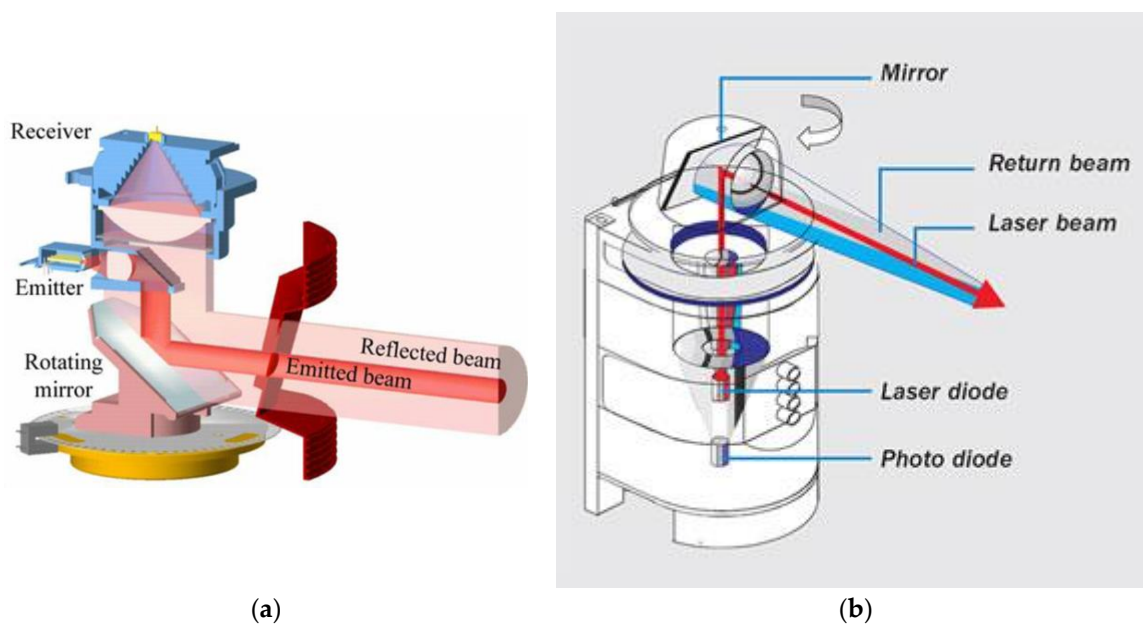 Receiver
Emitter
Rotating
mirror
Reflected beam
Emitted beam
(a)
Mirror
Return beam
Laser beam
Laser diode
Photo diode
(b)